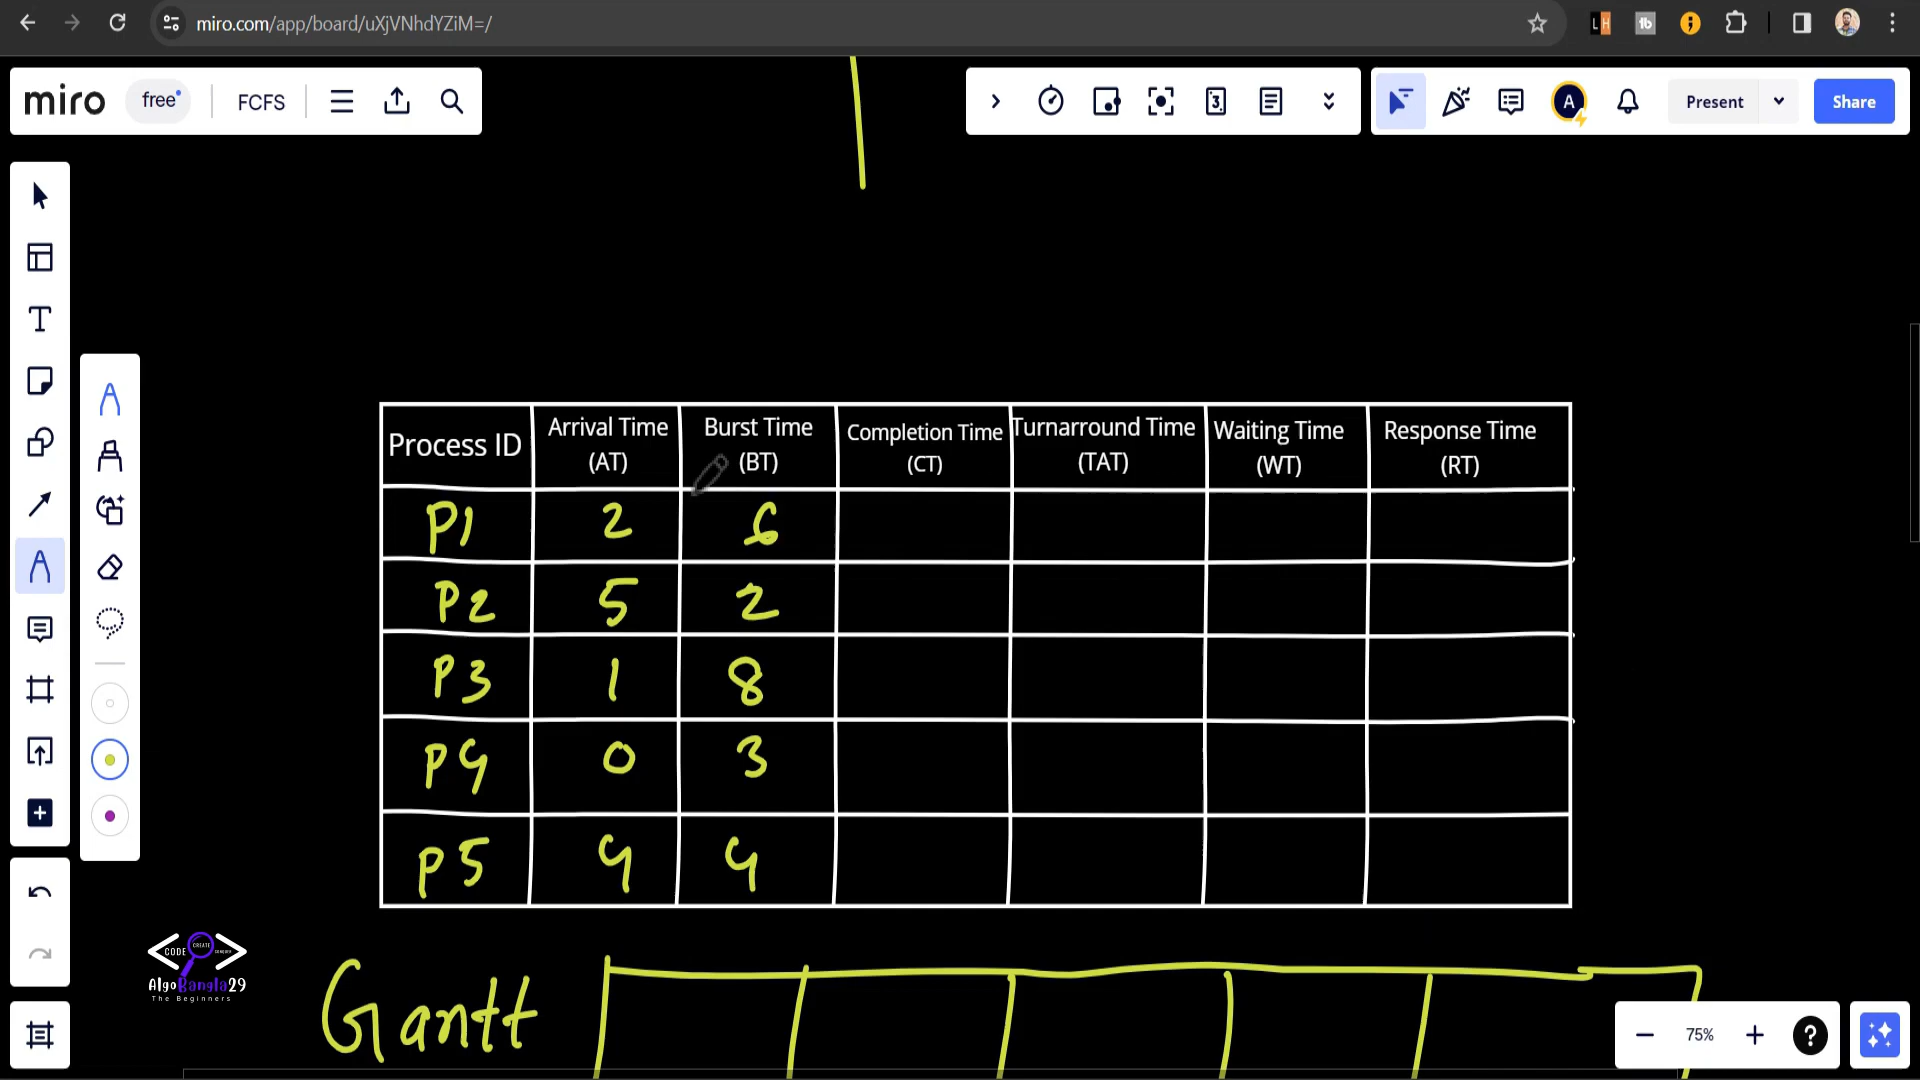 miro.com/app/board/uXjVNhdYZiM=/
miro free FCFS
3
A
Present
Share
Process ID
Arrival Time
(AT)
Burst Time
(BT)
Completion Time
(CT)
Turnarround Time
(TAT)
Waiting Time
(WT)
Response Time
(RT)
P1 2 6
P2 5 2
P3 1 8
P4 0 3
P5 4 4
Gantt
CODE CREATE
AlgoBangla29
The Beginners
75%